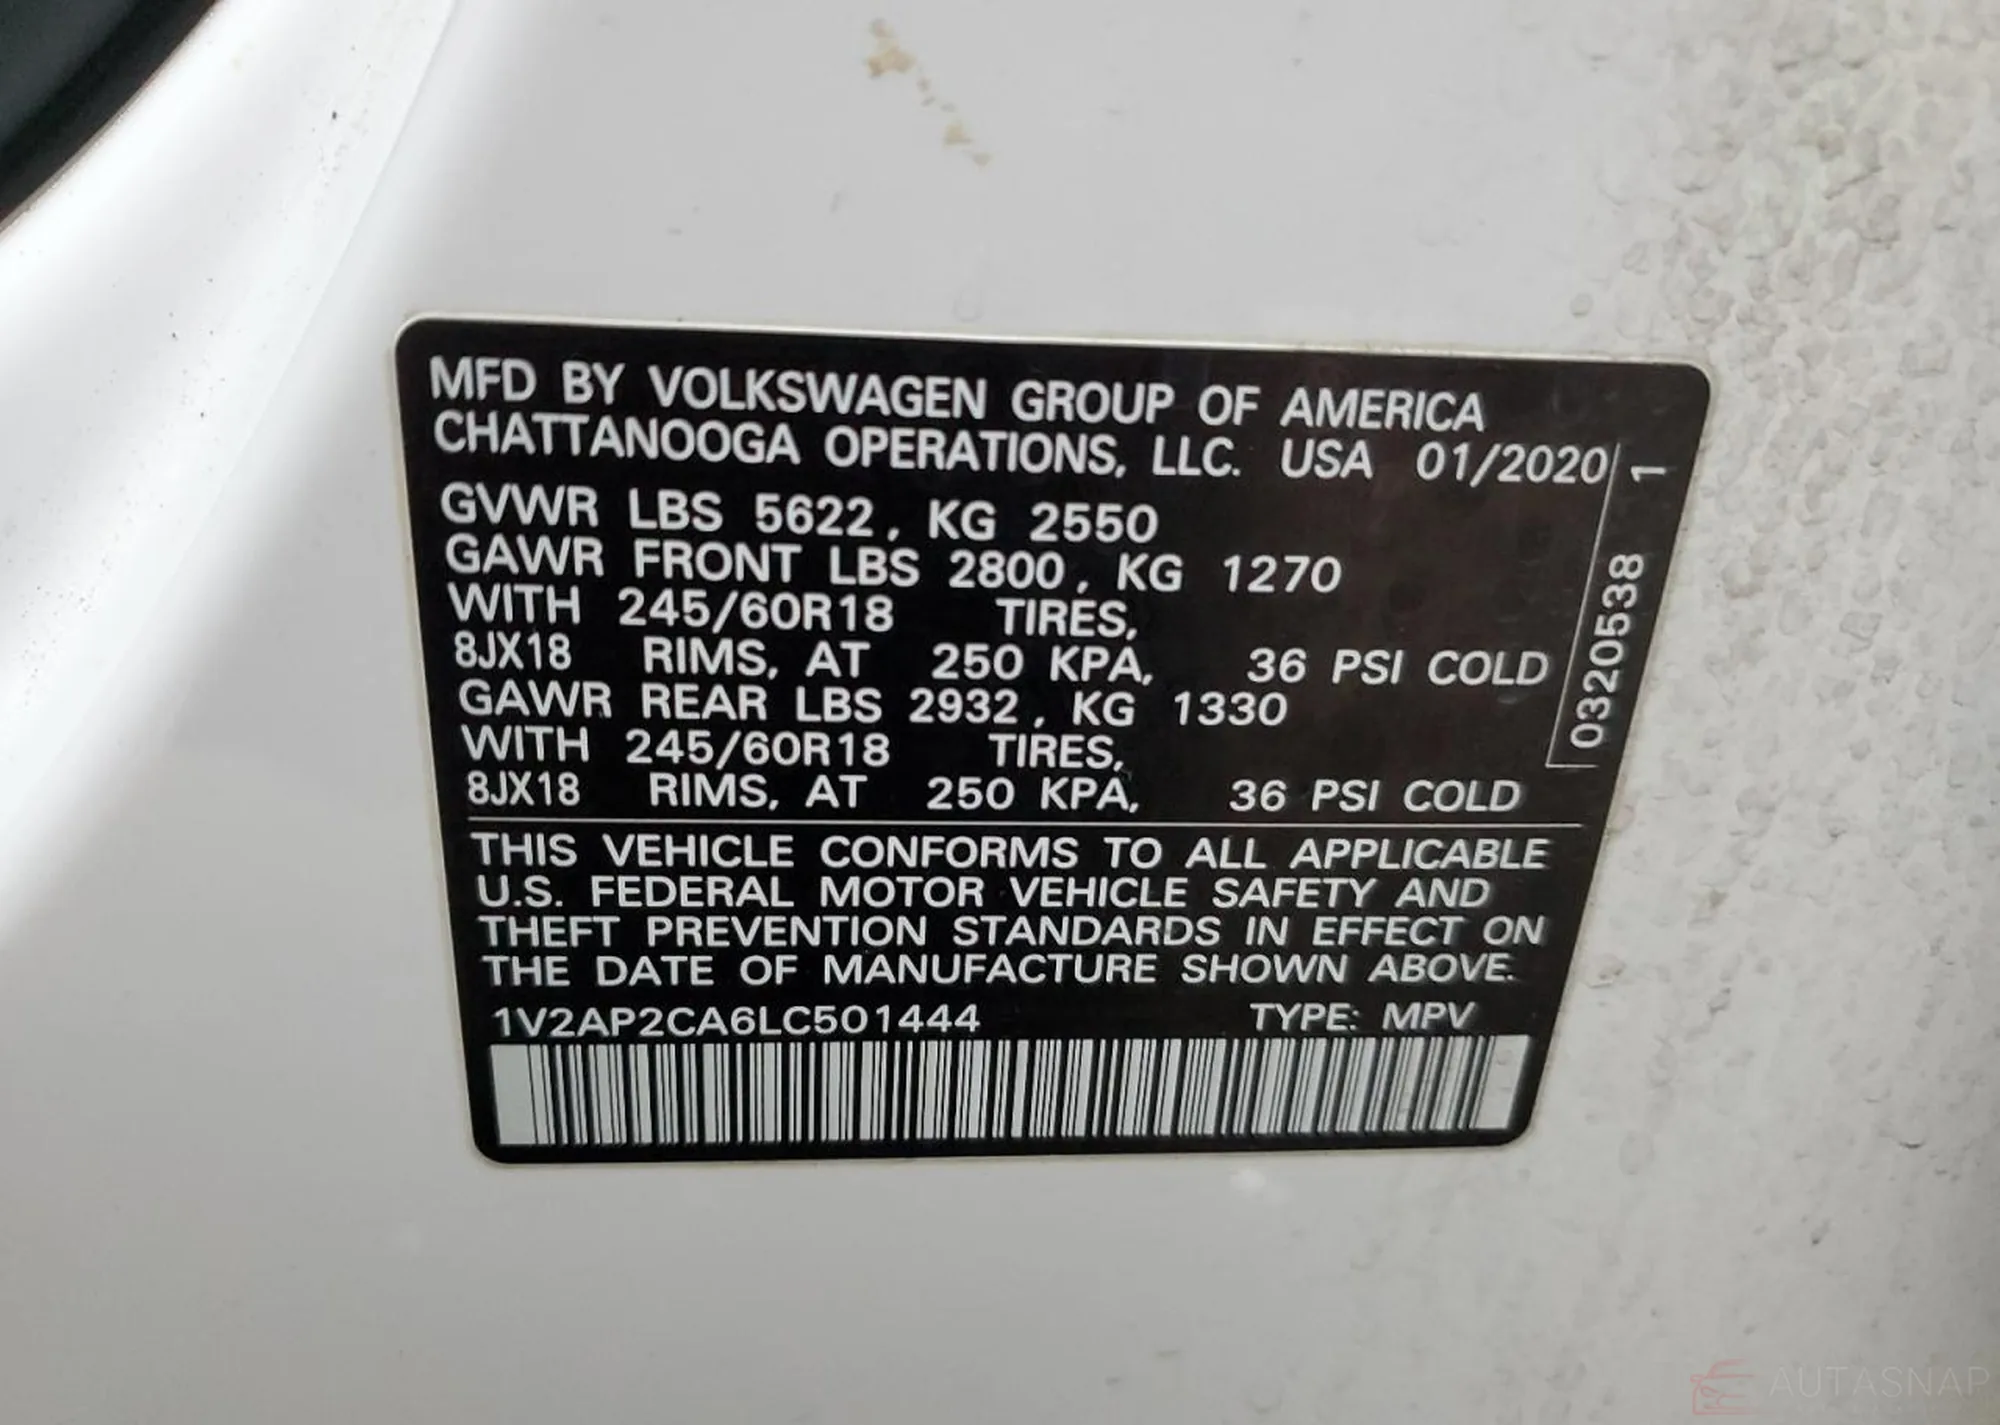 MFD BY VOLKSWAGEN GROUP OF AMERICA
CHATTANOOGA OPERATIONS, LLC. USA 01/2020
GVWR LBS 5622, KG 2550
GAWR FRONT LBS 2800, KG 1270
WITH 245/60R18 TIRES,
8JX18 RIMS, AT 250 KPA, 36 PSI COLD
GAWR REAR LBS 2932, KG 1330
WITH 245/60R18 TIRES,
8JX18 RIMS, AT 250 KPA, 36 PSI COLD
0320538 1
THIS VEHICLE CONFORMS TO ALL APPLICABLE
U.S. FEDERAL MOTOR VEHICLE SAFETY AND
THEFT PREVENTION STANDARDS IN EFFECT ON
THE DATE OF MANUFACTURE SHOWN ABOVE.
1V2AP2CA6LC501444 TYPE: MPV
AUTASNAP